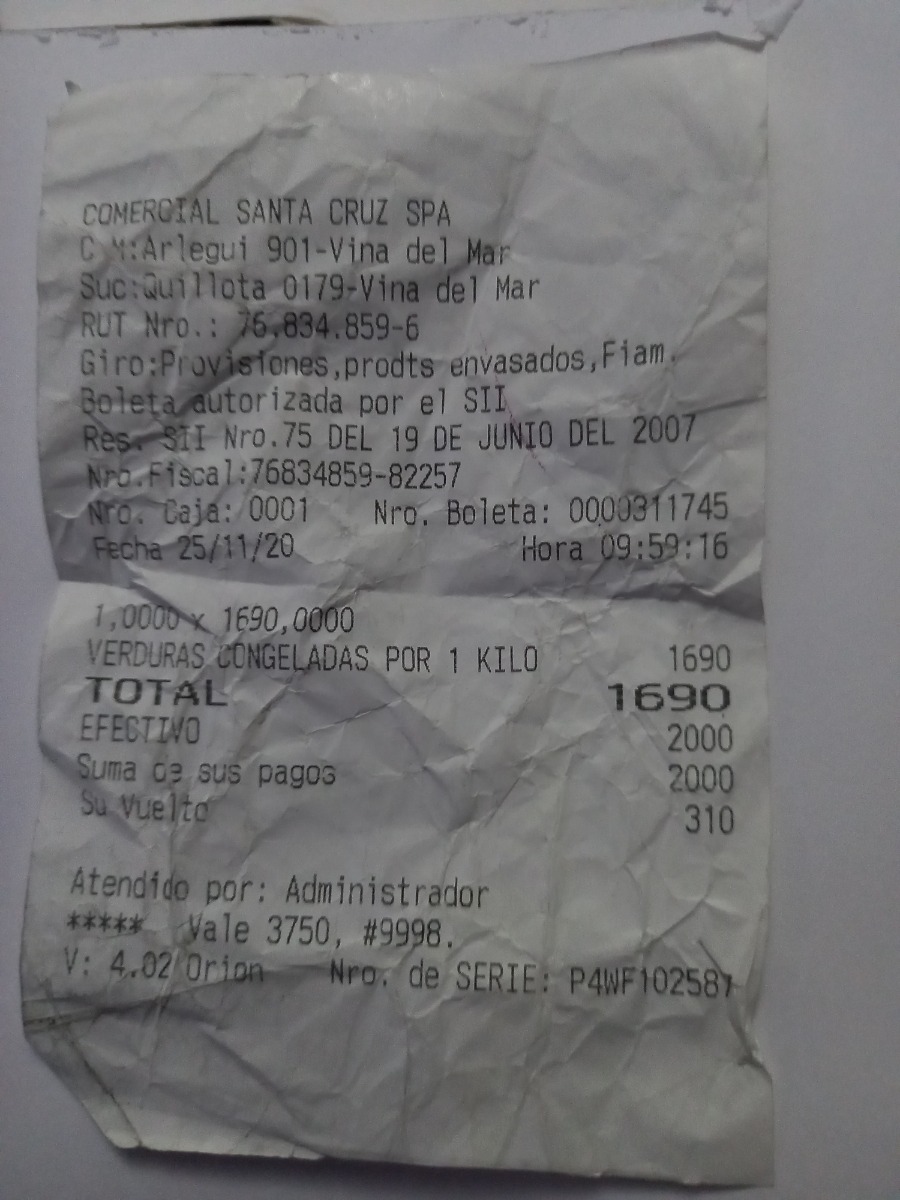 COMERCIAL SANTA CRUZ SPA
C M:Arlegui 901-Vina del Mar
Suc:Quillota 0179-Vina del Mar
RUT Nro.: 76.834.859-6
Giro:Provisiones,prodts envasados,Fiam.
Boleta autorizada por el SII
Res. SII Nro.75 DEL 19 DE JUNIO DEL 2007
Nro.Fiscal:76834859-82257
Nro. Caja: 0001 Nro. Boleta: 0000311745
Fecha 25/11/20 Hora 09:59:16
1,0000 x 1690,0000
VERDURAS CONGELADAS POR 1 KILO 1690
TOTAL 1690
EFECTIVO 2000
Suma de sus pagos 2000
Su Vuelto 310
Atendido por: Administrador
***** Vale 3750, #9998.
V: 4.02 Orion Nro. de SERIE: P4WF102587